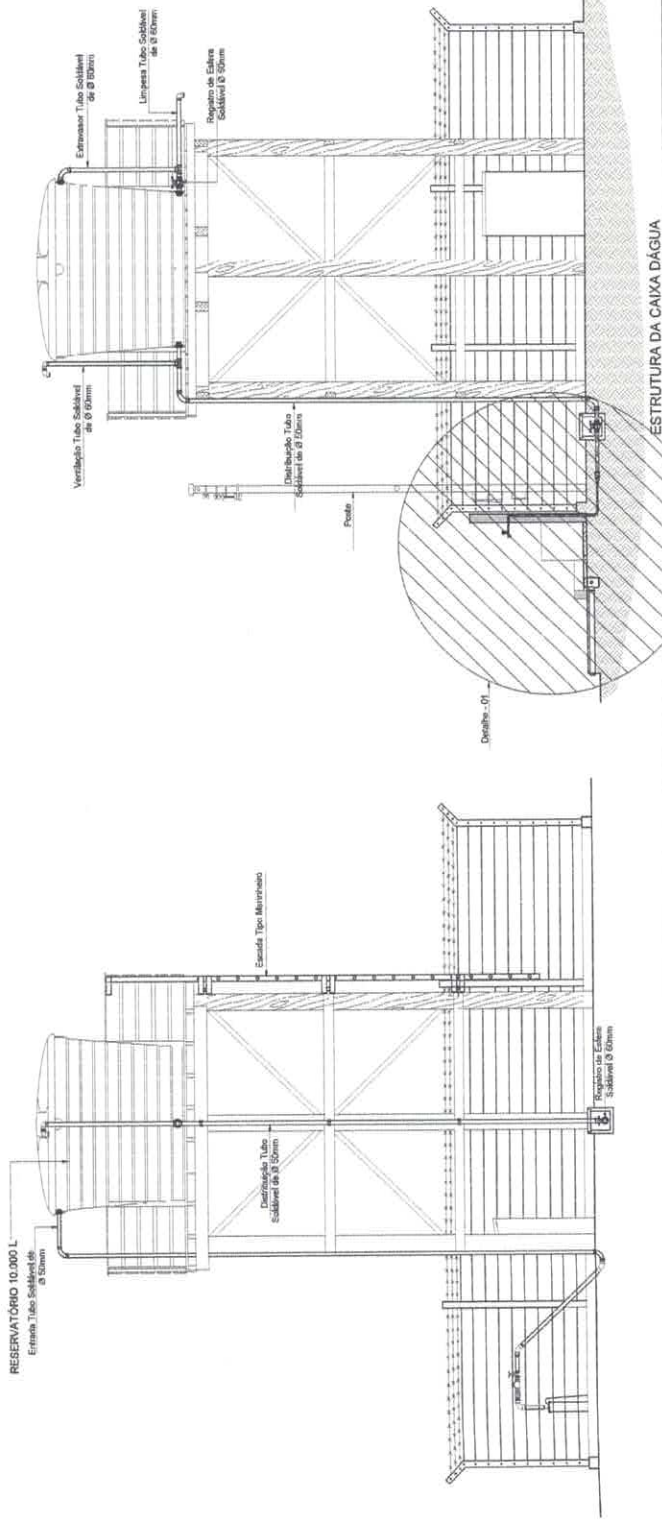 RESERVATÓRIO 10.000 L
Entrada Tubo Soldável de
Ø 50mm
Distribuição Tubo
Soldável de Ø 50mm
Escada Tipo Marinheiro
Registro de Esfera
Soldável Ø 60mm
Ventilação Tubo Soldável
de Ø 60mm
Extravasor Tubo Soldável
de Ø 60mm
Limpesa Tubo Soldável
de Ø 60mm
Registro de Esfera
Soldável Ø 50mm
Distribuição Tubo
Soldável de Ø 50mm
Poste
Detalhe - 01
ESTRUTURA DA CAIXA DÁGUA